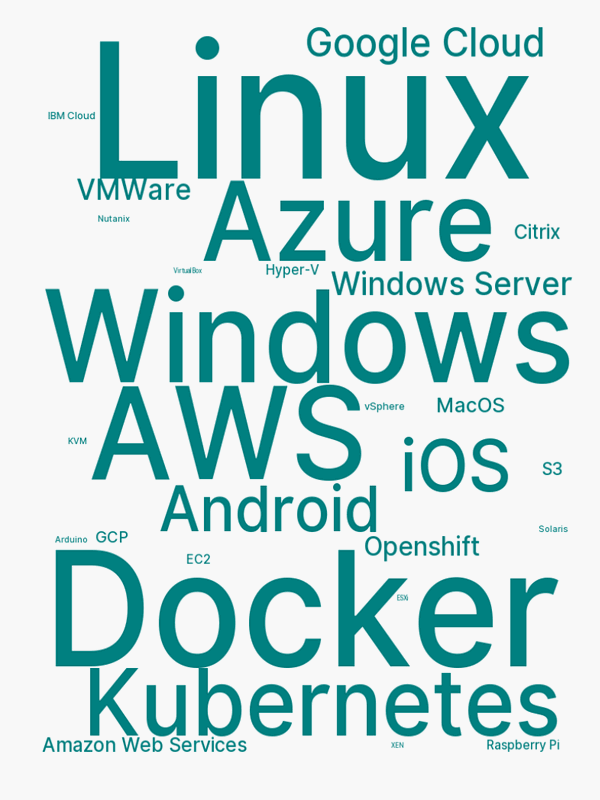 Google Cloud
Linux
IBM Cloud
VMWare
Azure
Nutanix
Citrix
VirtualBox
Hyper-V
Windows Server
Windows
AWS
vSphere
MacOS
KVM
iOS
S3
Android
Solaris
Arduino
GCP
Openshift
EC2
Docker
ESXi
Kubernetes
Amazon Web Services
XEN
Raspberry Pi